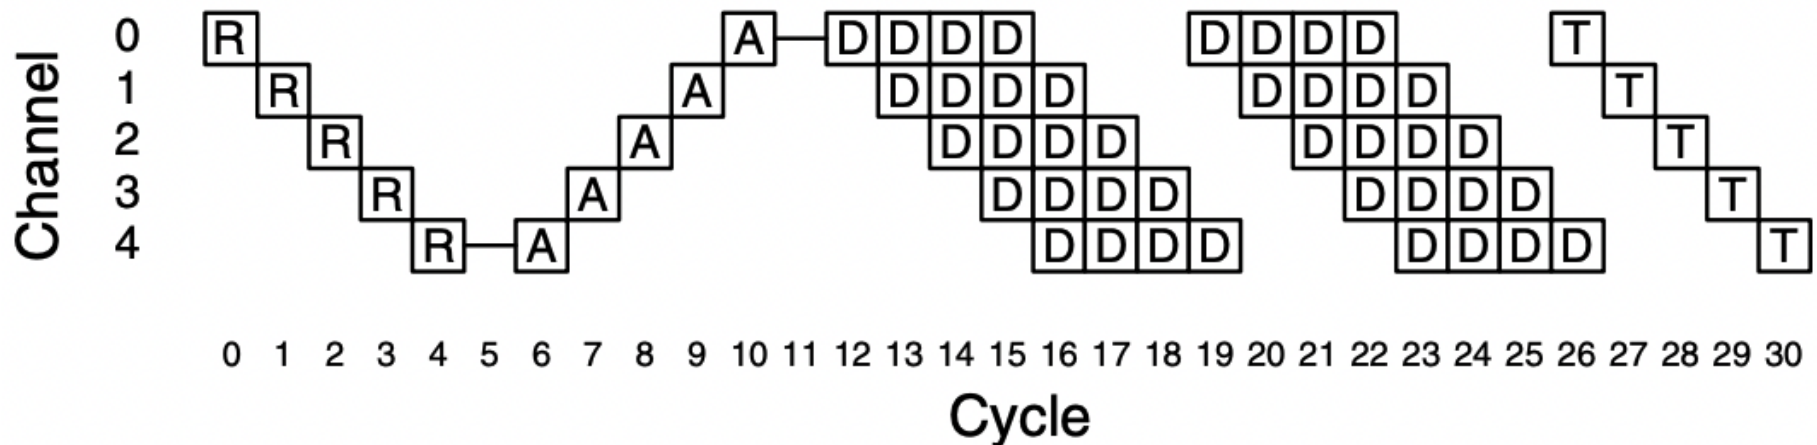 Channel
0 R A D D D D D D D D T
1 R A D D D D D D D D T
2 R A D D D D D D D D T
3 R A D D D D D D D D T
4 R A D D D D D D D D T
0 1 2 3 4 5 6 7 8 9 10 11 12 13 14 15 16 17 18 19 20 21 22 23 24 25 26 27 28 29 30
Cycle